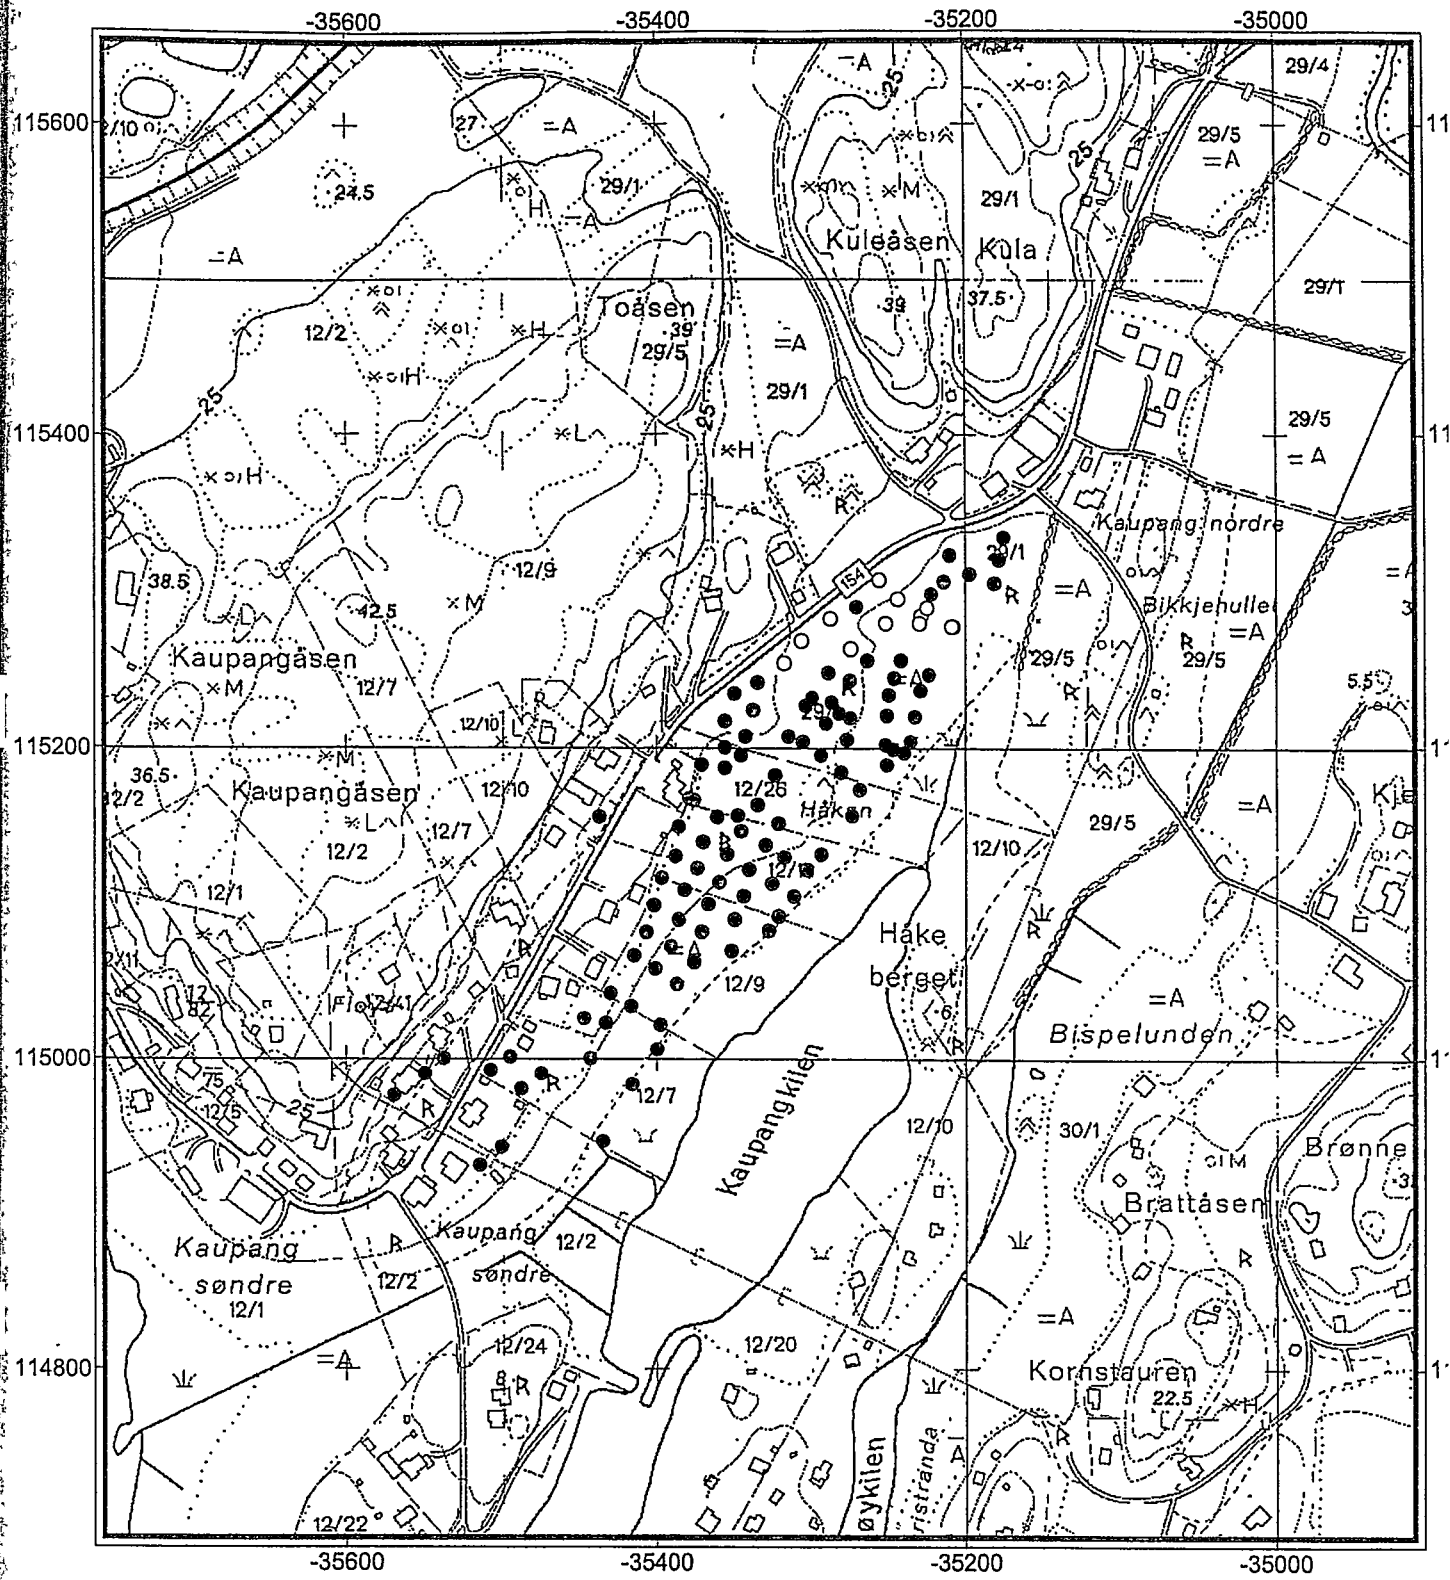 -35600 -35400 -35200 -35000
29/4
-A
25
115600
27
=A
29/5
=A
25
24.5
29/1
H
=A
M
29/1
-A
Kuleåsen Kula
29/1
39
37.5
Toåsen
39
29/5
12/2
H
=A
29/1
H
25
25
29/5
=A
115400
L
H
H
R
Kaupang nordre
38.5
12/9
154
29/1
R
=A
42.5
M
L
Bikkjehullet
=A
Kaupangåsen
M
12/7
29/5
R
29/5
R
5.5
R
12/10
L
=A
R
115200
M
36.5
12/2
Kaupangåsen
12/10
12/26
Håken
=A
L
12/7
12/2
29/5
12/10
R
12/1
Håke
berget
R
R
=A
12/9
=A
6
Bispelunden
R
115000
75
12/5
25
R
R
12/7
12/10
30/1
Kaupangkilen
Brønne
M
Brattåsen
R
R
Kaupang
søndre
12/1
Kaupang
søndre
12/2
12/2
=A
12/24
12/20
114800
=A
8
R
Kornstauren
22.5
H
R
A
øykilen
ristranda
12/22
-35600 -35400 -35200 -35000